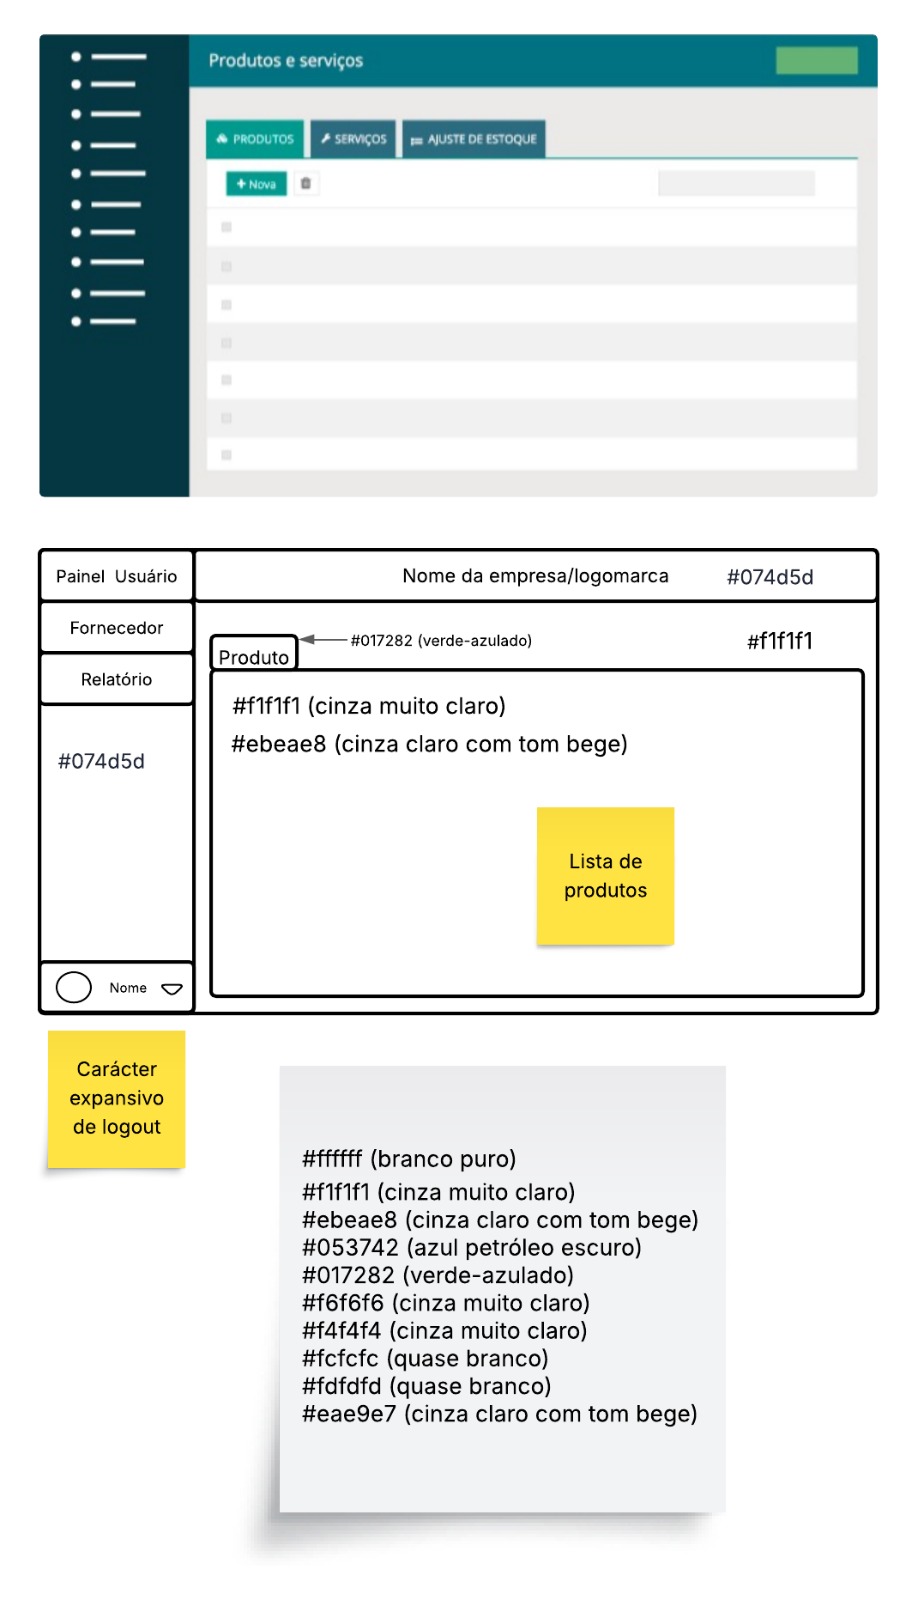 Produtos e serviços
PRODUTOS
SERVIÇOS
AJUSTE DE ESTOQUE
+ Nova
Painel Usuário
Nome da empresa/logomarca
#074d5d
Fornecedor
#017282 (verde-azulado)
#f1f1f1
Produto
Relatório
#f1f1f1 (cinza muito claro)
#ebeae8 (cinza claro com tom bege)
#074d5d
Lista de
produtos
Nome
Carácter
expansivo
de logout
#ffffff (branco puro)
#f1f1f1 (cinza muito claro)
#ebeae8 (cinza claro com tom bege)
#053742 (azul petróleo escuro)
#017282 (verde-azulado)
#f6f6f6 (cinza muito claro)
#f4f4f4 (cinza muito claro)
#fcfcfc (quase branco)
#fdfdfd (quase branco)
#eae9e7 (cinza claro com tom bege)